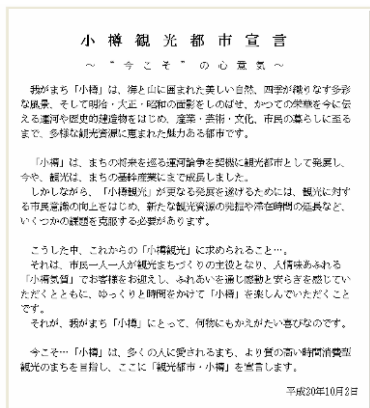 小樽観光都市宣言
～ “今こそ”の心意気～
我がまち「小樽」は、海と山に囲まれた美しい自然、四季が織りなす多彩
な風景、そして明治・大正・昭和の面影をしのばせ、かつての栄華を今に伝
える運河や歴史的建造物をはじめ、産業・芸術・文化、市民の暮らしに至る
まで、多様な観光資源に恵まれた魅力ある都市です。
「小樽」は、まちの将来を巡る運河論争を契機に観光都市として発展し、
今や、観光は、まちの基幹産業にまで成長しました。
しかしながら、「小樽観光」が更なる発展を遂げるためには、観光に対す
る市民意識の向上をはじめ、新たな観光資源の発掘や滞在時間の延長など、
いくつかの課題を克服する必要があります。
こうした中、これからの「小樽観光」に求められること…。
それは、市民一人一人が観光まちづくりの主役となり、人情味あふれる
「小樽気質」でお客様をお迎えし、ふれあいを通じ感動と安らぎを感じてい
ただくとともに、ゆっくりと時間をかけて「小樽」を楽しんでいただくこと
です。
それが、我がまち「小樽」にとって、何物にもかえがたい喜びなのです。
今こそ…「小樽」は、多くの人に愛されるまち、より質の高い時間消費型
観光のまちを目指し、ここに「観光都市・小樽」を宣言します。
平成20年10月2日